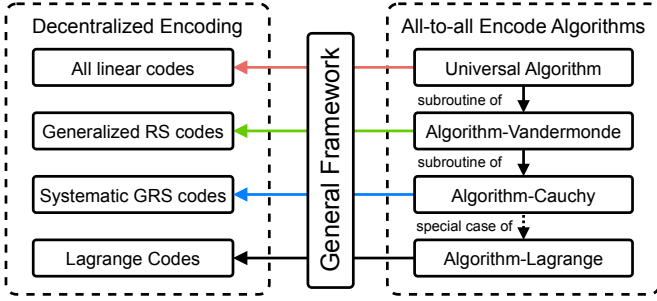 Decentralized Encoding
All-to-all Encode Algorithms
General Framework
All linear codes
Universal Algorithm
subroutine of
Generalized RS codes
Algorithm-Vandermonde
subroutine of
Systematic GRS codes
Algorithm-Cauchy
special case of
Lagrange Codes
Algorithm-Lagrange